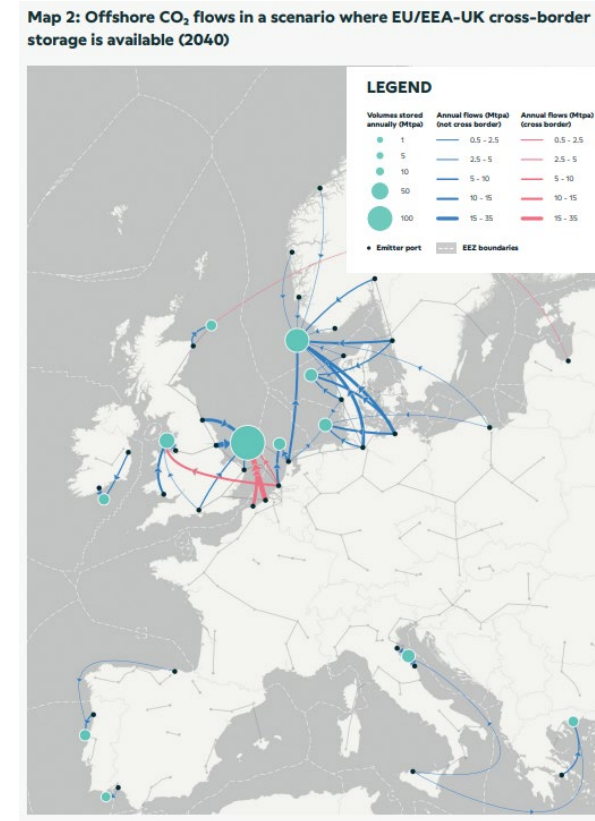 Map 2: Offshore CO₂ flows in a scenario where EU/EEA-UK cross-border
storage is available (2040)
LEGEND
Volumes stored annually (Mtpa)
1
5
10
50
100
Annual flows (Mtpa) (not cross border)
0.5 - 2.5
2.5 - 5
5 - 10
10 - 15
15 - 35
Annual flows (Mtpa) (cross border)
0.5 - 2.5
2.5 - 5
5 - 10
10 - 15
15 - 35
Emitter port
EEZ boundaries